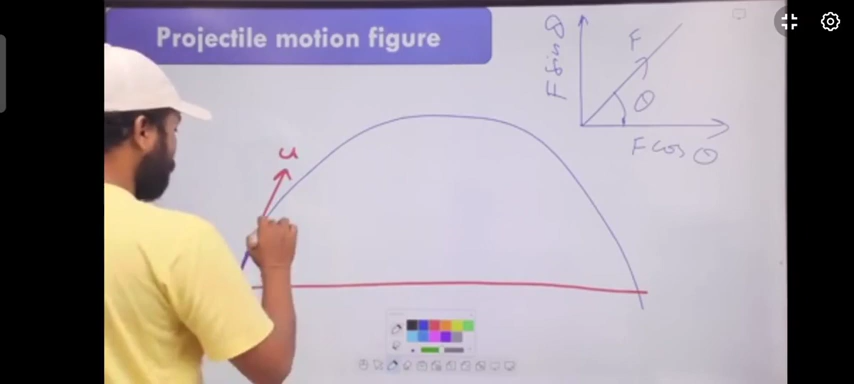 Projectile motion figure
F sin θ
F
θ
F cos θ
u